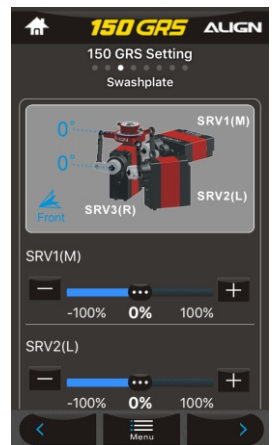 150 GRS ALIGN
150 GRS Setting
Swashplate
SRV1(M)
0°
0°
SRV2(L)
SRV3(R)
Front
SRV1(M)
-100% 0% 100%
SRV2(L)
-100% 0% 100%
Menu